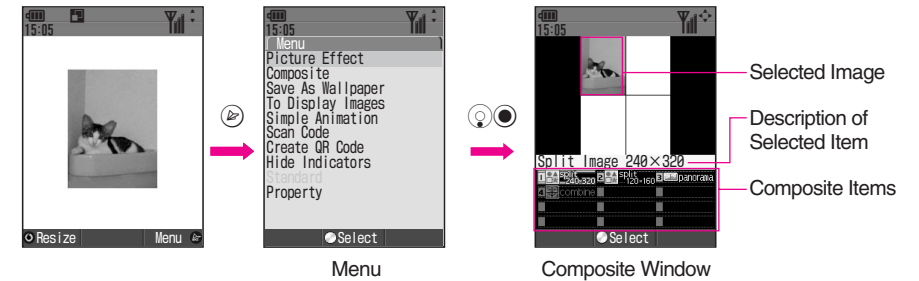 15:05
Resize
Menu
15:05
Menu
Picture Effect
Composite
Save As Wallpaper
To Display Images
Simple Animation
Scan Code
Create QR Code
Hide Indicators
Standard
Property
Select
Menu
15:05
Split Image 240×320
1 split 240×320 2 split 120×160 3 panorama
4 combine
Select
Composite Window
Selected Image
Description of
Selected Item
Composite Items